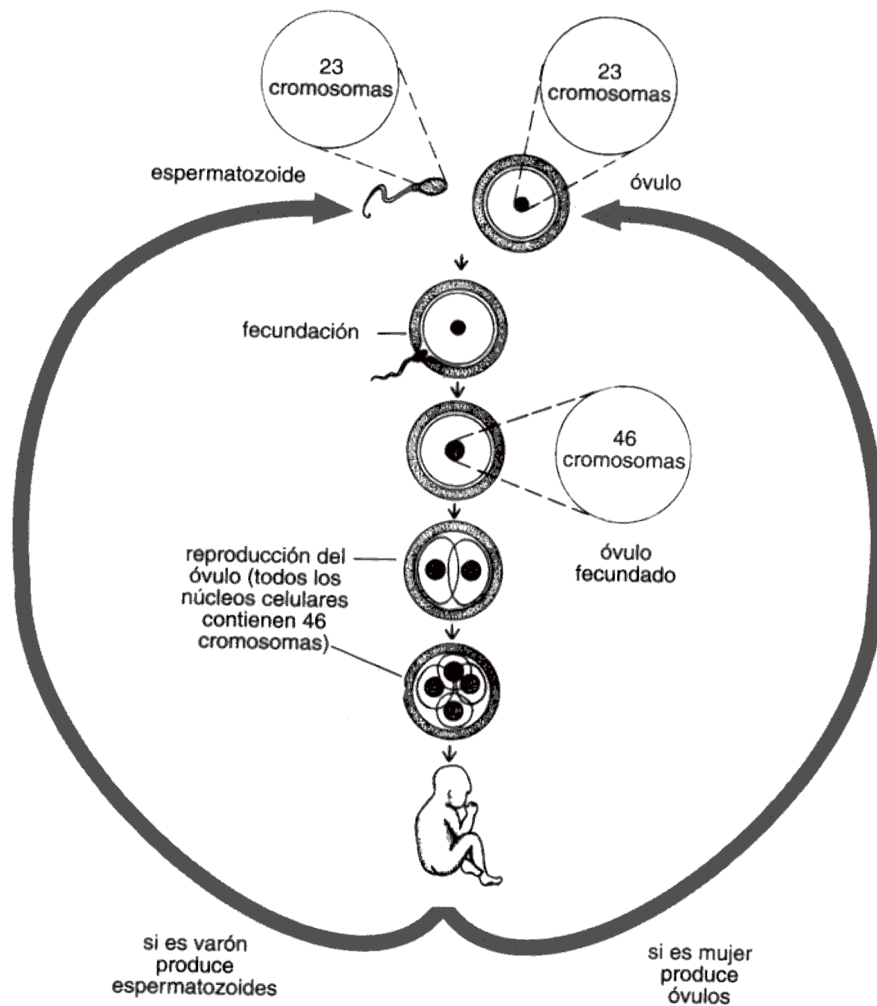 23
cromosomas
23
cromosomas
espermatozoide
óvulo
fecundación
46
cromosomas
óvulo
fecundado
reproducción del
óvulo (todos los
núcleos celulares
contienen 46
cromosomas)
si es varón
produce
espermatozoides
si es mujer
produce
óvulos